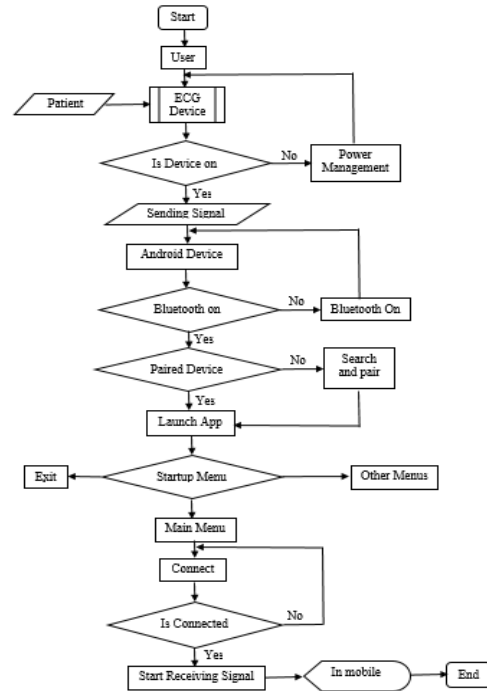 Start
User
Patient
ECG
Device
Is Device on
No
Power
Management
Yes
Sending Signal
Android Device
Bluetooth on
No
Bluetooth On
Yes
Paired Device
No
Search
and pair
Yes
Launch App
Exit
Startup Menu
Other Menus
Main Menu
Connect
Is Connected
No
Yes
Start Receiving Signal
In mobile
End